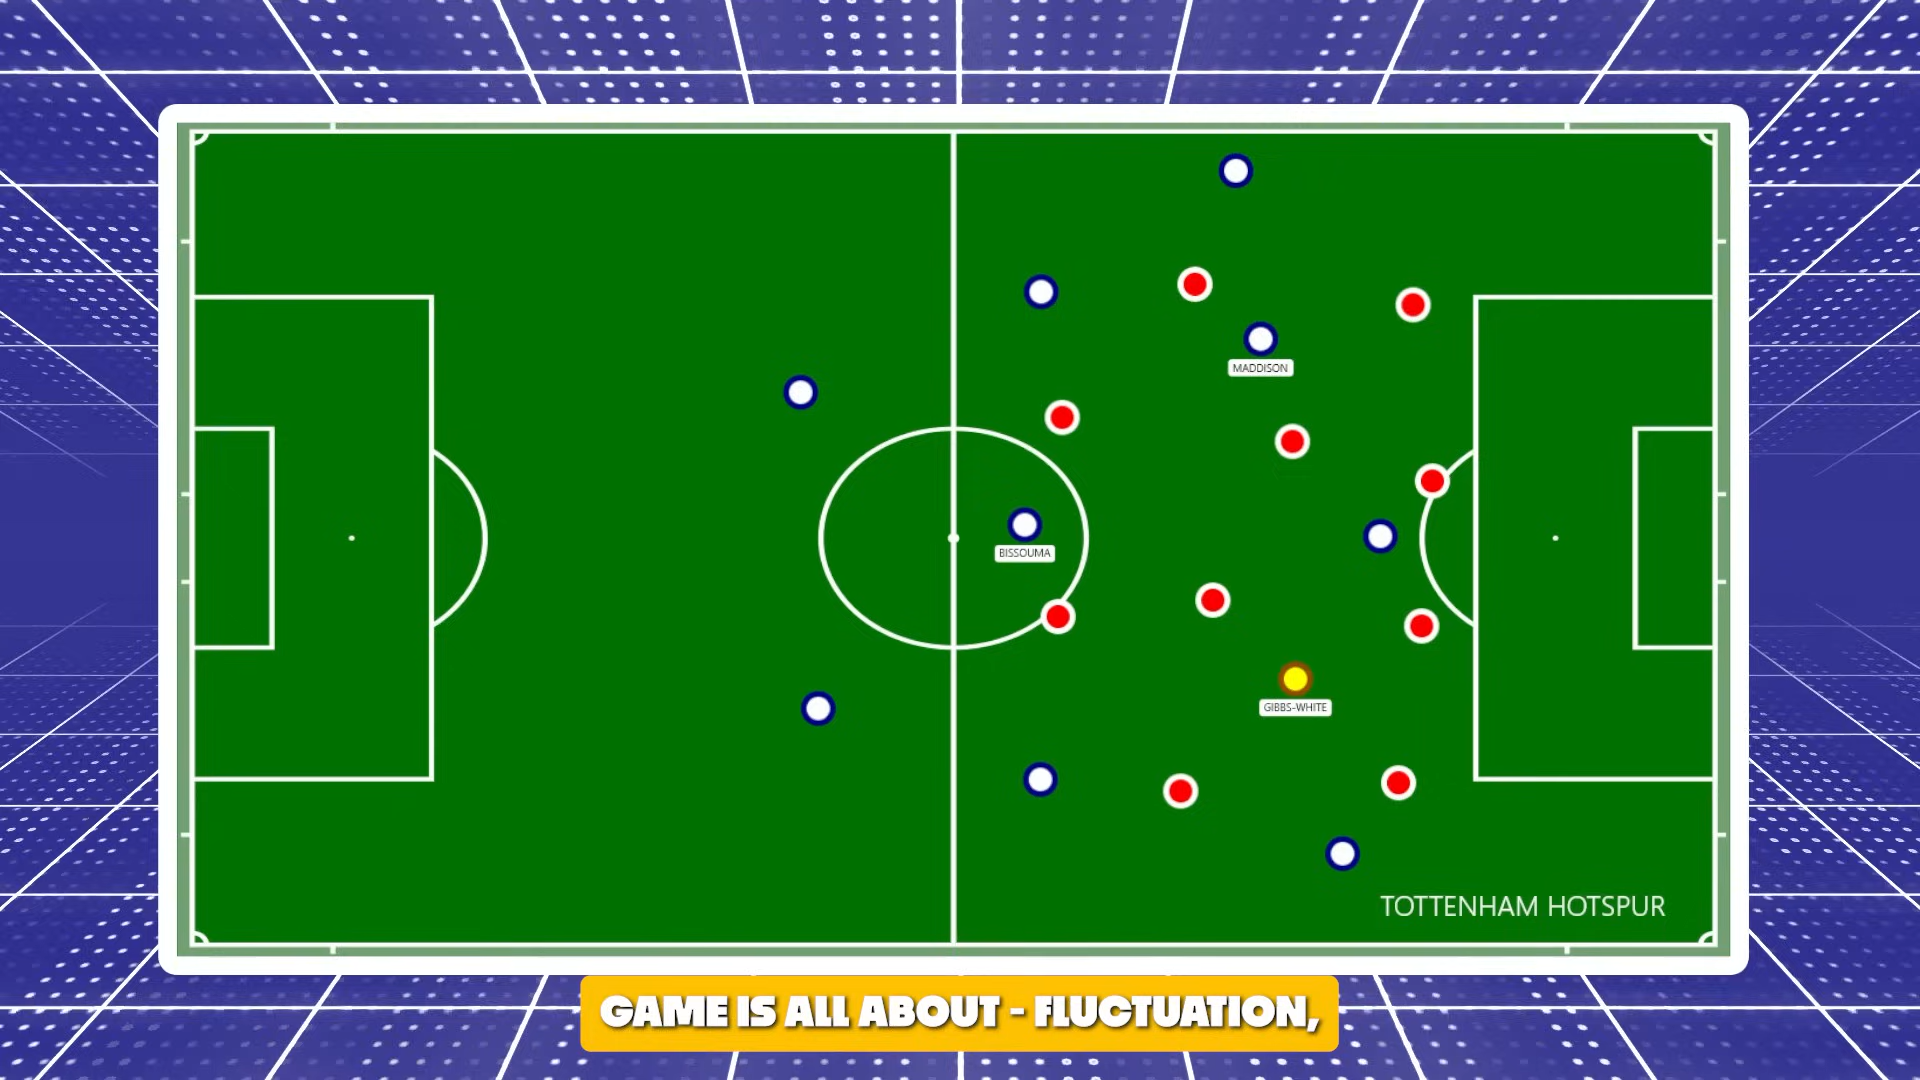 MADDISON
BISSOUMA
GIBBS-WHITE
TOTTENHAM HOTSPUR
GAME IS ALL ABOUT - FLUCTUATION,